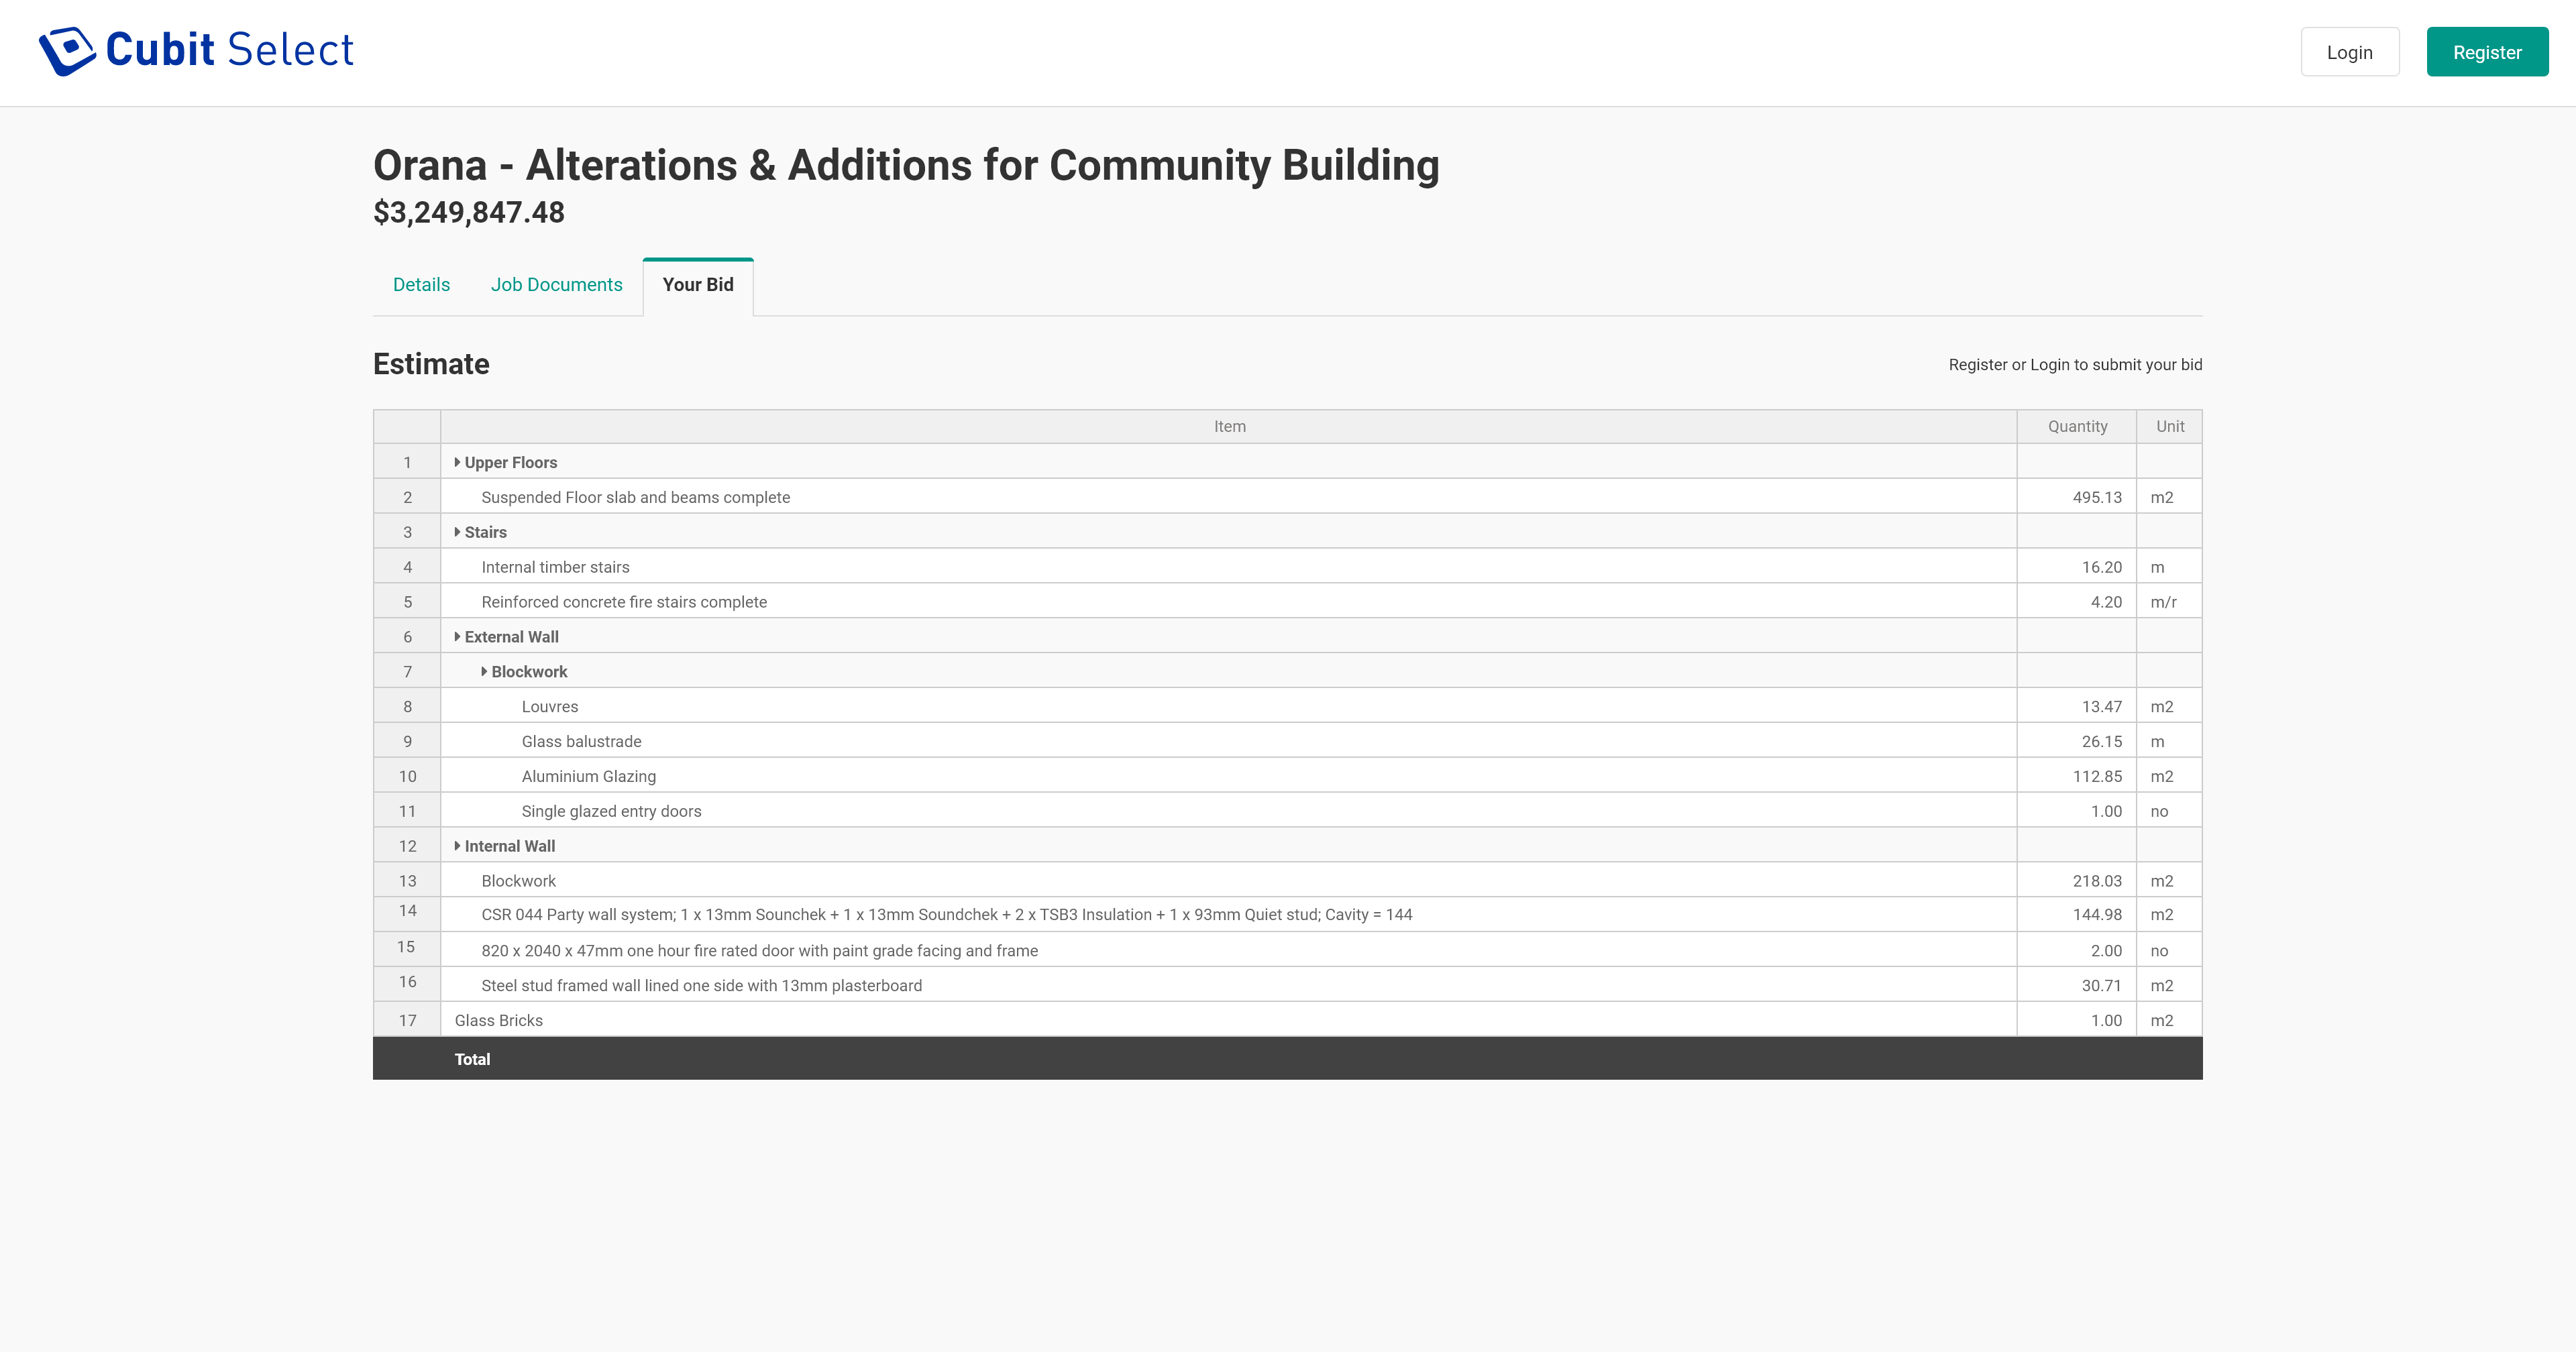 Cubit Select
Login
Register
Orana - Alterations & Additions for Community Building
$3,249,847.48
Details Job Documents Your Bid
Estimate
Register or Login to submit your bid
Item Quantity Unit
1 Upper Floors
2 Suspended Floor slab and beams complete 495.13 m2
3 Stairs
4 Internal timber stairs 16.20 m
5 Reinforced concrete fire stairs complete 4.20 m/r
6 External Wall
7 Blockwork
8 Louvres 13.47 m2
9 Glass balustrade 26.15 m
10 Aluminium Glazing 112.85 m2
11 Single glazed entry doors 1.00 no
12 Internal Wall
13 Blockwork 218.03 m2
14 CSR 044 Party wall system; 1 x 13mm Sounchek + 1 x 13mm Soundchek + 2 x TSB3 Insulation + 1 x 93mm Quiet stud; Cavity = 144 144.98 m2
15 820 x 2040 x 47mm one hour fire rated door with paint grade facing and frame 2.00 no
16 Steel stud framed wall lined one side with 13mm plasterboard 30.71 m2
17 Glass Bricks 1.00 m2
Total